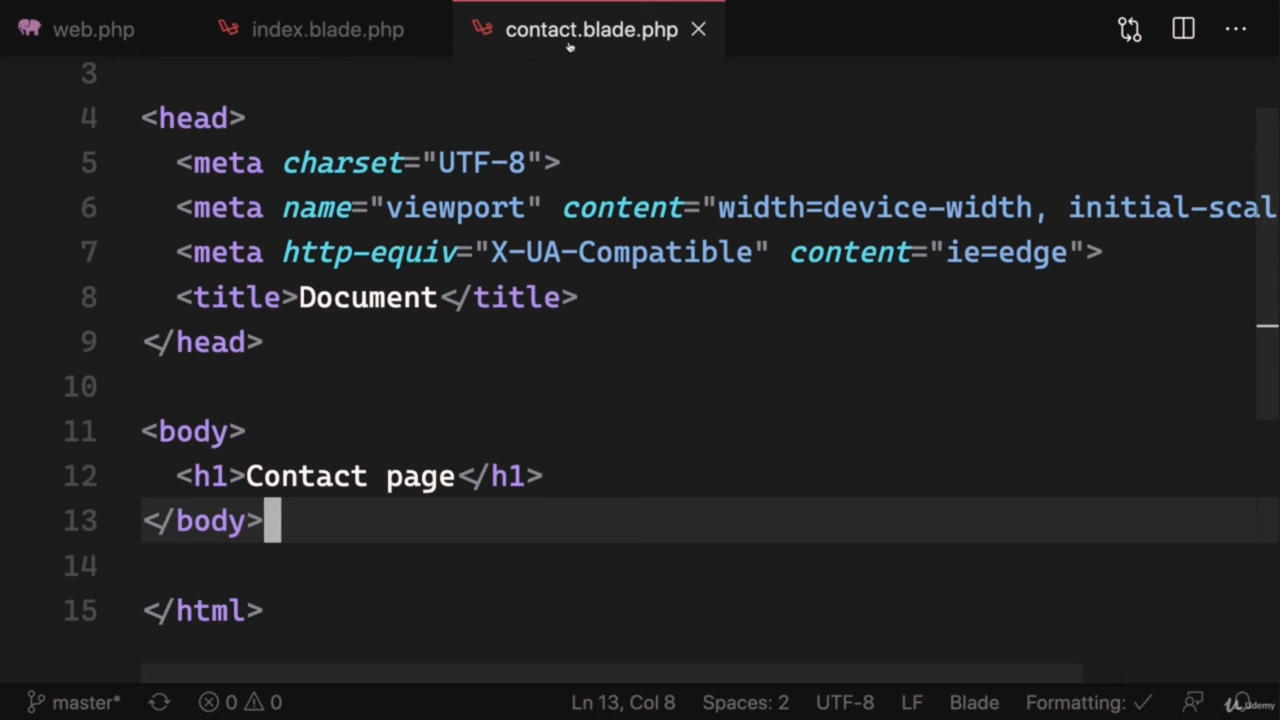 web.php
index.blade.php
contact.blade.php
3
4 <head>
5 <meta charset="UTF-8">
6 <meta name="viewport" content="width=device-width, initial-scal
7 <meta http-equiv="X-UA-Compatible" content="ie=edge">
8 <title>Document</title>
9 </head>
10
11 <body>
12 <h1>Contact page</h1>
13 </body>
14
15 </html>
master* 0 0 Ln 13, Col 8 Spaces: 2 UTF-8 LF Blade Formatting: ✓
Udemy